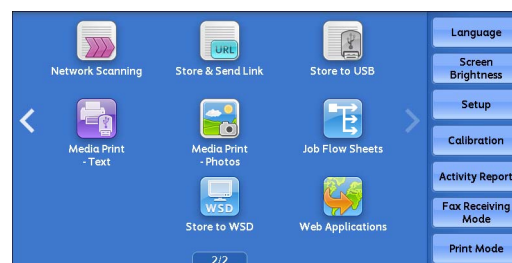 URL
Network Scanning
Store & Send Link
Store to USB
Media Print
- Text
Media Print
- Photos
Job Flow Sheets
WSD
Store to WSD
Web Applications
2/2
Language
Screen
Brightness
Setup
Calibration
Activity Report
Fax Receiving
Mode
Print Mode